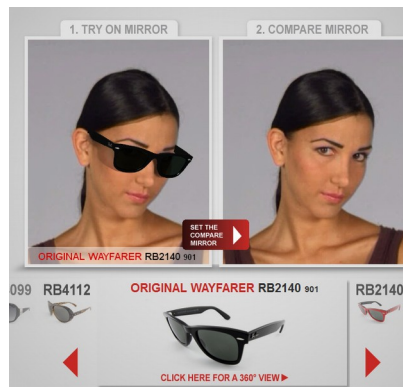 1. TRY ON MIRROR
2. COMPARE MIRROR
SET THE
COMPARE
MIRROR
ORIGINAL WAYFARER RB2140 901
099
RB4112
ORIGINAL WAYFARER RB2140 901
RB2140
CLICK HERE FOR A 360° VIEW